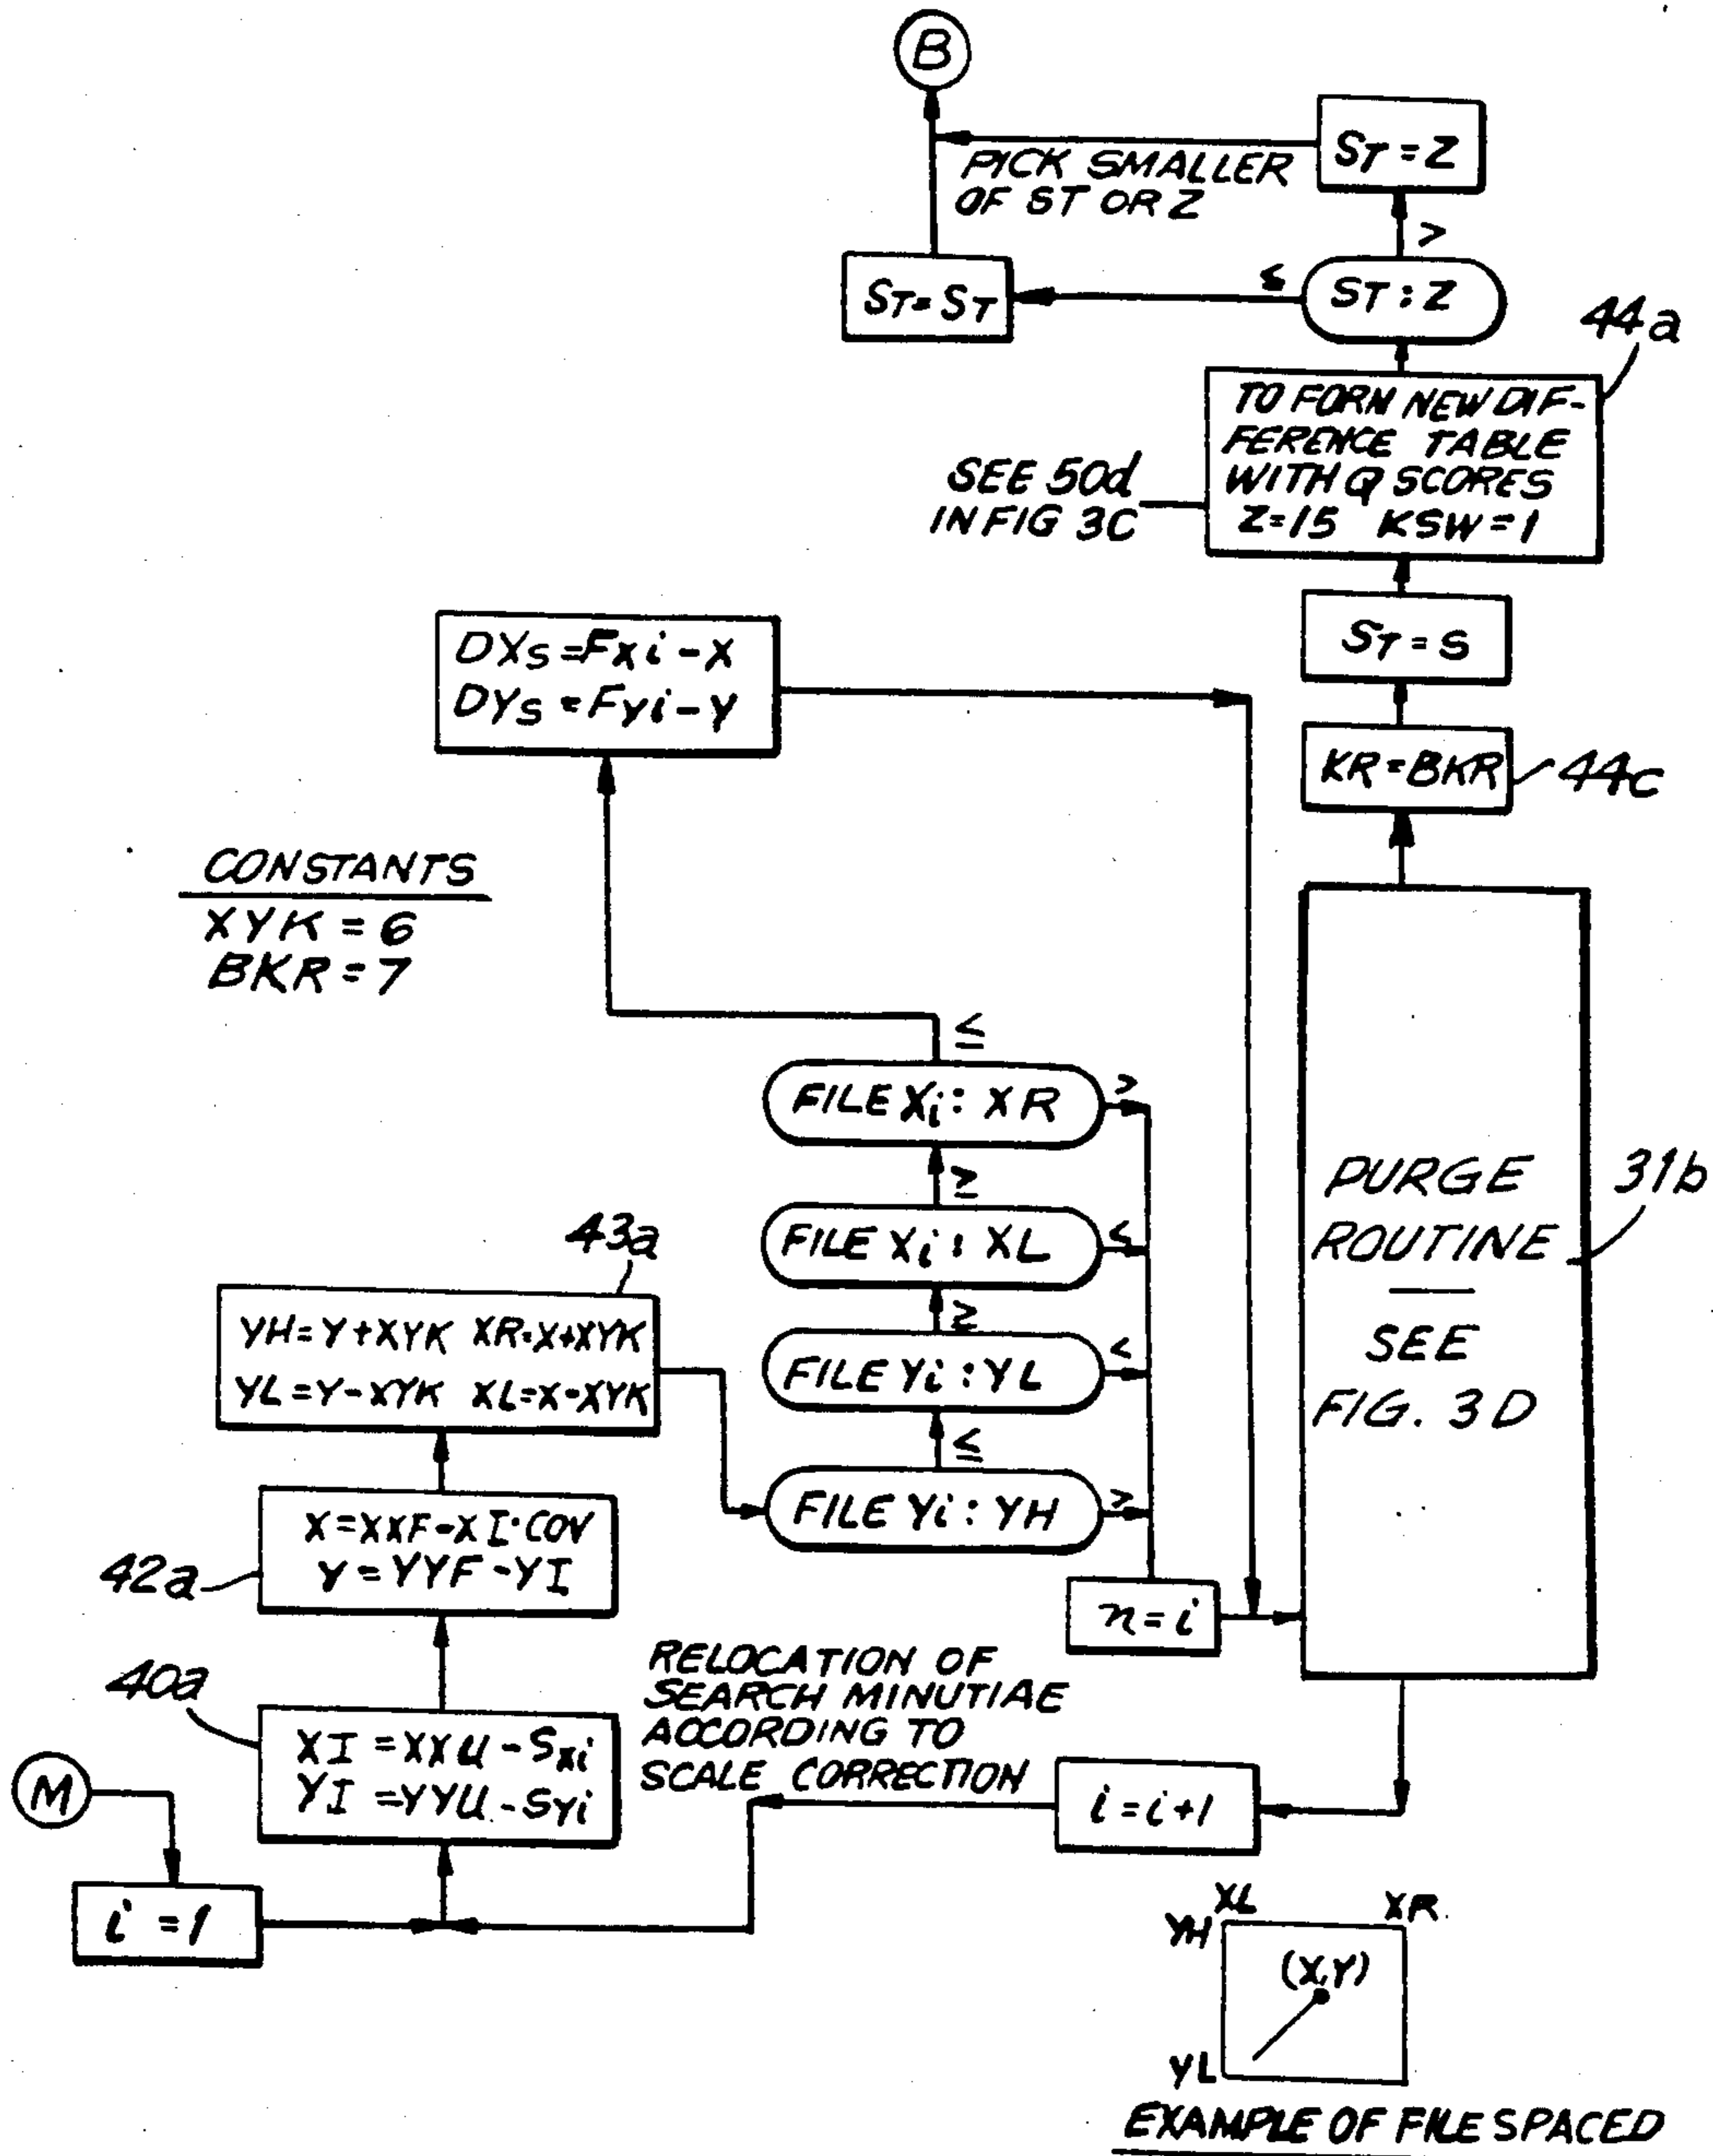 B
ST = Z
PICK SMALLER
OF ST OR Z
>
ST = ST
≤
ST : Z
44a
TO FORM NEW DIF-
FERENCE TABLE
WITH Q SCORES
Z=15 KSW=1
SEE 50d
IN FIG 3C
ST = S
DXS = FXi - X
DYS = FYi - Y
KR = BKR
44c
CONSTANTS
XYK = 6
BKR = 7
≤
FILE Xi : XR
>
≥
FILE Xi : XL
<
≥
FILE Yi : YL
<
≤
FILE Yi : YH
>
PURGE
ROUTINE
SEE
FIG. 3D
31b
43a
YH = Y + XYK XR = X + XYK
YL = Y - XYK XL = X - XYK
42a
X = XXF - XI · COV
Y = YYF - YI
n = i
40a
XI = XXU - SXi
YI = YYU - SYi
RELOCATION OF
SEARCH MINUTIAE
ACCORDING TO
SCALE CORRECTION
M
i = 1
i = i + 1
XL XR
YH
(X,Y)
YL
EXAMPLE OF FILE SPACED